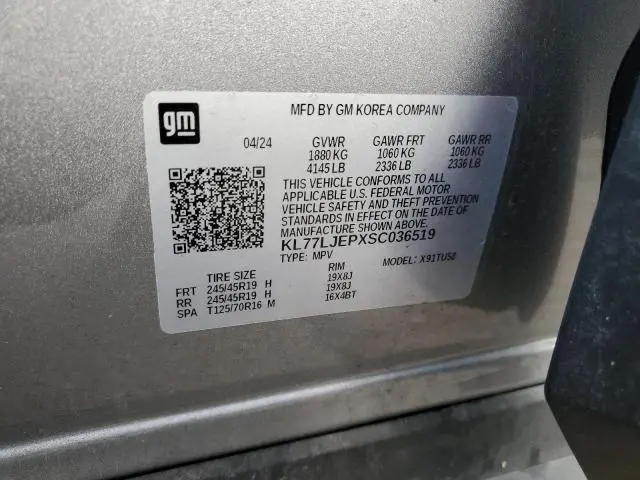 gm
MFD BY GM KOREA COMPANY
04/24 GVWR GAWR FRT GAWR RR
1880 KG 1060 KG 1060 KG
4145 LB 2336 LB 2336 LB
THIS VEHICLE CONFORMS TO ALL
APPLICABLE U.S. FEDERAL MOTOR
VEHICLE SAFETY AND THEFT PREVENTION
STANDARDS IN EFFECT ON THE DATE OF
MANUFACTURE SHOWN ABOVE.
KL77LJEPXSC036519
TYPE: MPV MODEL: X91TUS8
TIRE SIZE RIM
FRT 245/45R19 H 19X8J
RR 245/45R19 H 19X8J
SPA T125/70R16 M 16X4BT